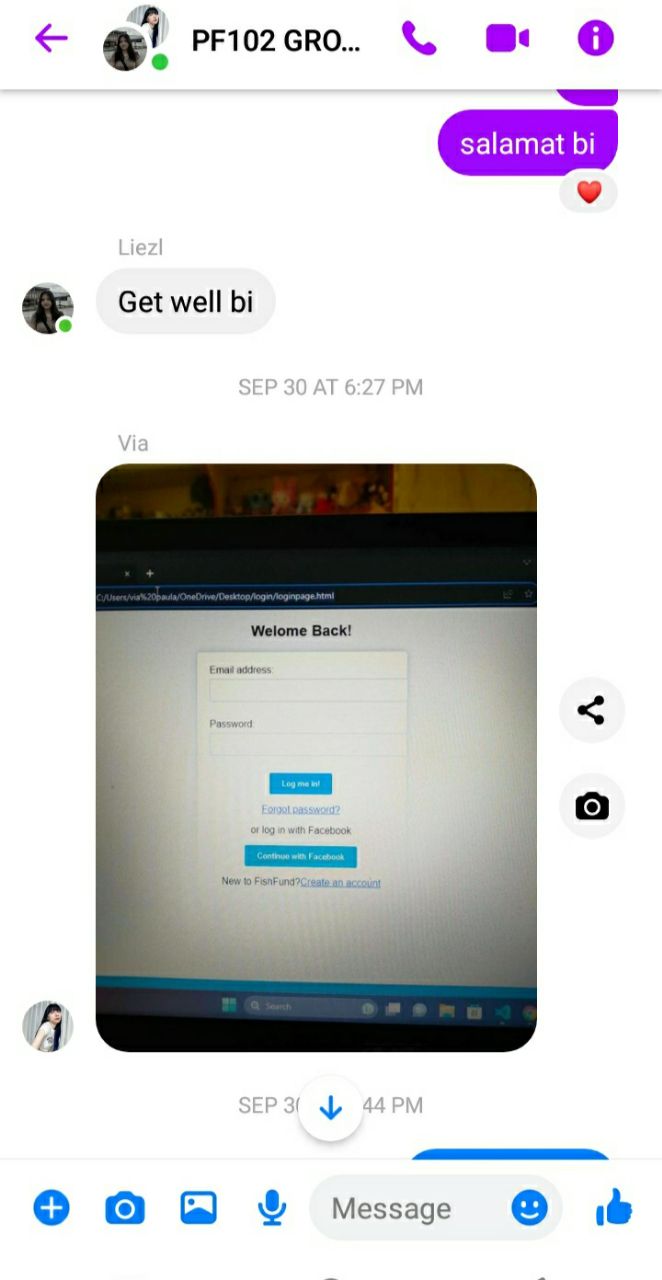 PF102 GRO...
salamat bi
Liezl
Get well bi
SEP 30 AT 6:27 PM
Via
C:/Users/via%20paula/OneDrive/Desktop/login/loginpage.html
Welome Back!
Email address:
Password:
Log me in!
Forgot password?
or log in with Facebook
Continue with Facebook
New to FishFund?Create an account
Search
SEP 30
44 PM
Message